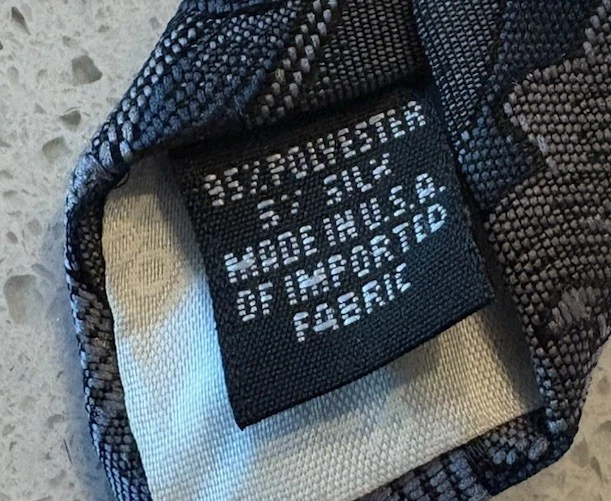 95% POLYESTER
5% SILK
MADE IN U.S.A.
OF IMPORTED
FABRIC